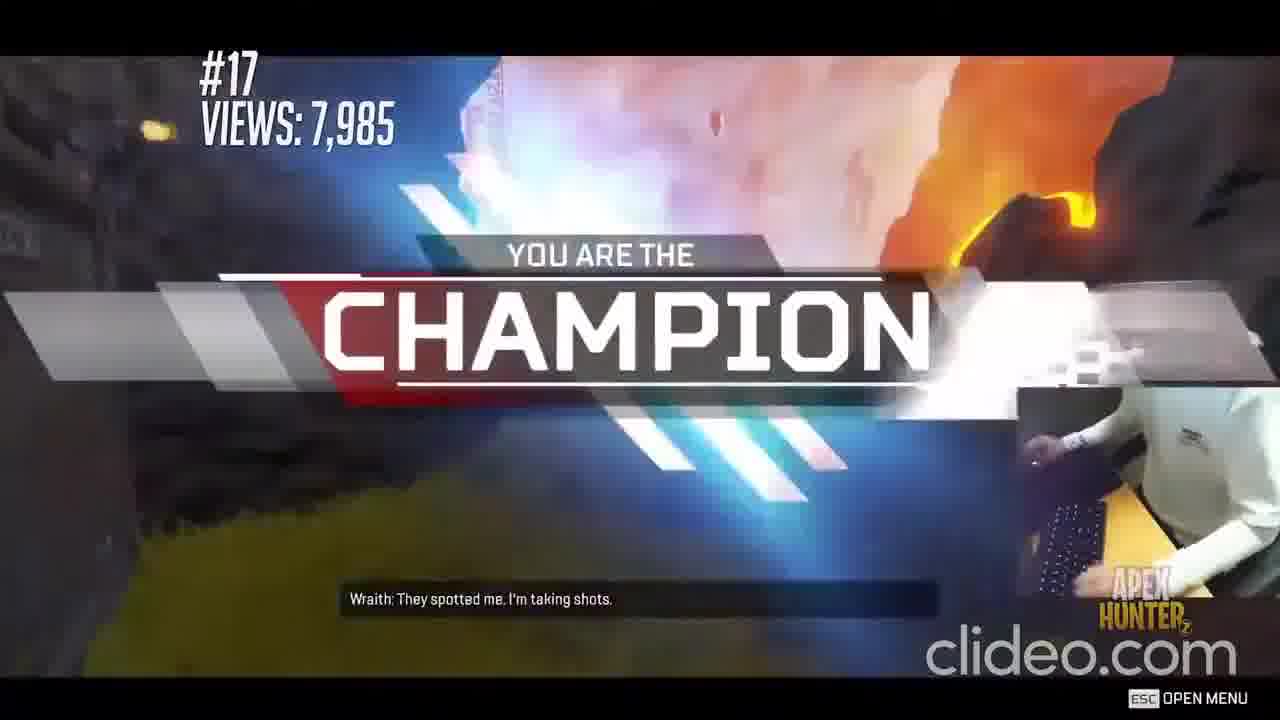 #17
VIEWS: 7,985
YOU ARE THE
CHAMPION
Wraith: They spotted me. I'm taking shots.
APEX
HUNTERZ
clideo.com
ESC OPEN MENU